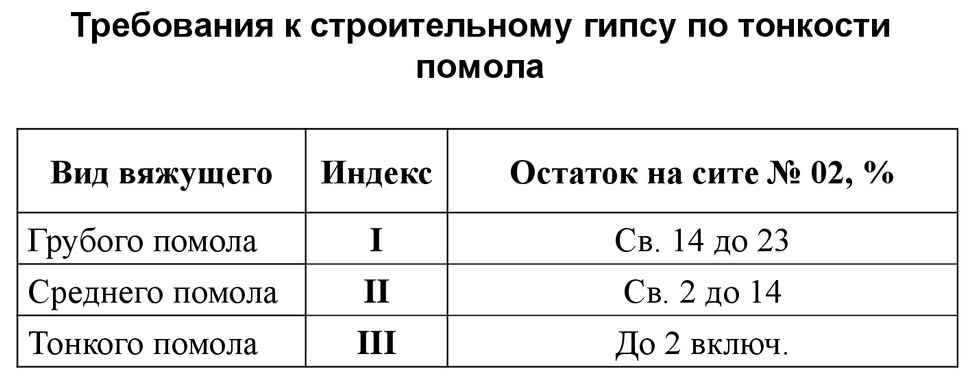 Требования к строительному гипсу по тонкости
помола
Вид вяжущего Индекс Остаток на сите № 02, %
Грубого помола I Св. 14 до 23
Среднего помола II Св. 2 до 14
Тонкого помола III До 2 включ.